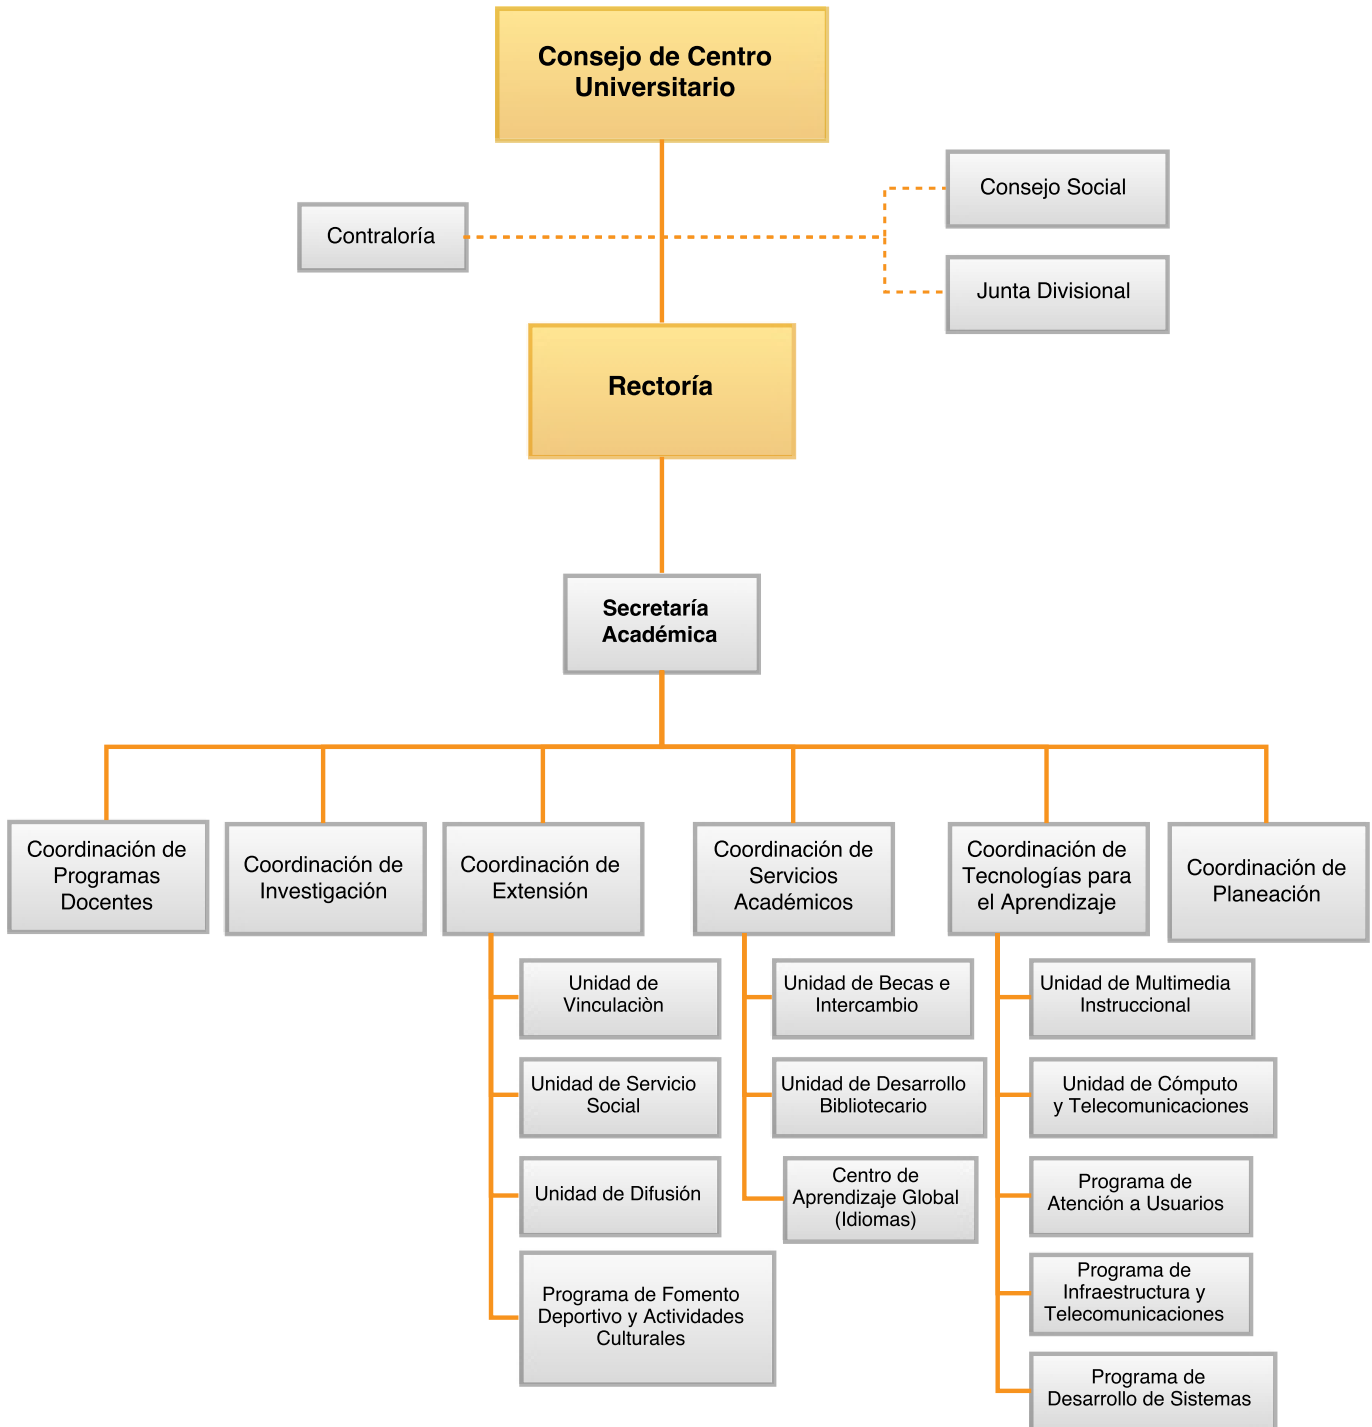 Consejo de Centro
Universitario
Consejo Social
Contraloría
Junta Divisional
Rectoría
Secretaría
Académica
Coordinación de
Programas
Docentes
Coordinación de
Investigación
Coordinación de
Extensión
Coordinación de
Servicios
Académicos
Coordinación de
Tecnologías para
el Aprendizaje
Coordinación de
Planeación
Unidad de
Vinculaciòn
Unidad de Servicio
Social
Unidad de Difusión
Programa de Fomento
Deportivo y Actividades
Culturales
Unidad de Becas e
Intercambio
Unidad de Desarrollo
Bibliotecario
Centro de
Aprendizaje Global
(Idiomas)
Unidad de Multimedia
Instruccional
Unidad de Cómputo
y Telecomunicaciones
Programa de
Atención a Usuarios
Programa de
Infraestructura y
Telecomunicaciones
Programa de
Desarrollo de Sistemas